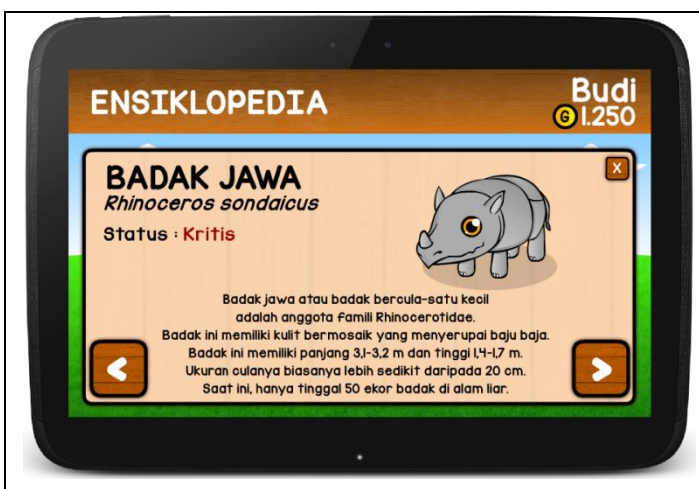 ENSIKLOPEDIA
Budi
G 1.250
X
BADAK JAWA
Rhinoceros sondaicus
Status : Kritis
Badak jawa atau badak bercula-satu kecil
adalah anggota famili Rhinocerotidae.
Badak ini memiliki kulit bermosaik yang menyerupai baju baja.
Badak ini memiliki panjang 3,1-3,2 m dan tinggi 1,4-1,7 m.
Ukuran culanya biasanya lebih sedikit daripada 20 cm.
Saat ini, hanya tinggal 50 ekor badak di alam liar.
< >